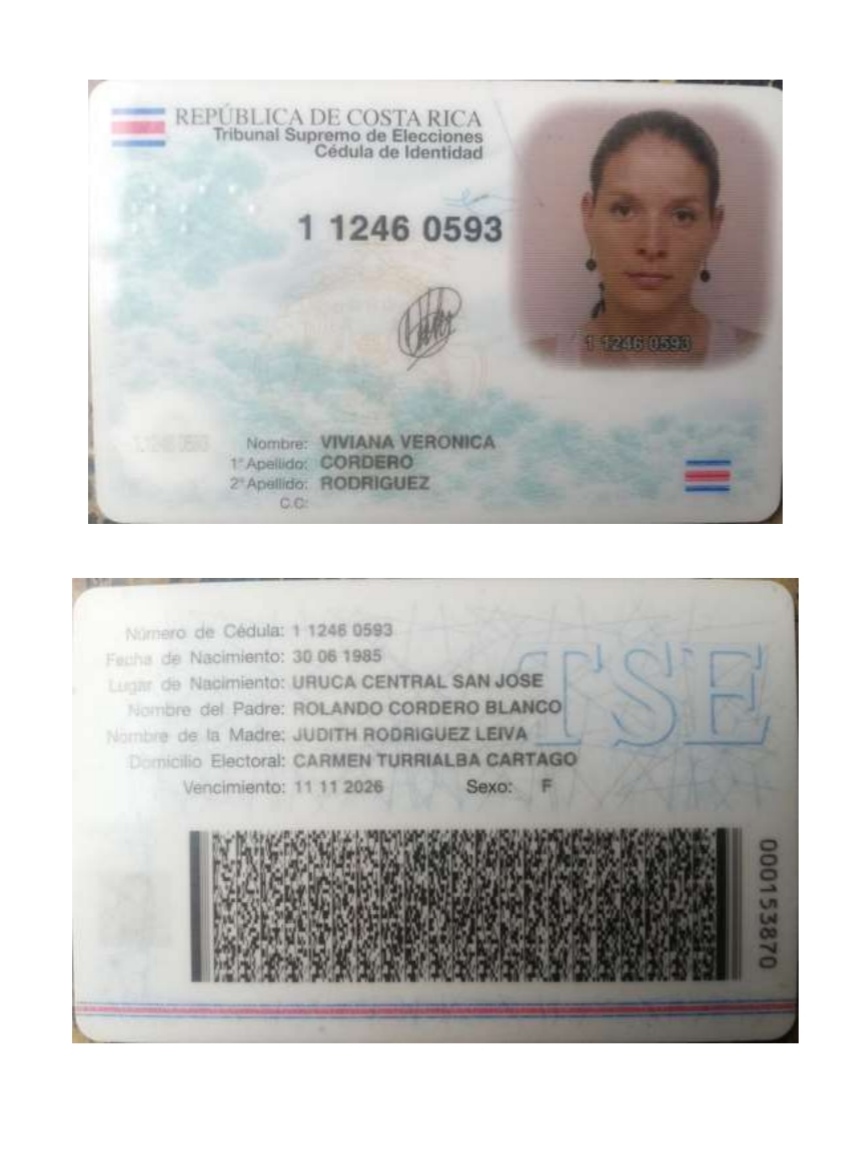 REPÚBLICA DE COSTA RICA
Tribunal Supremo de Elecciones
Cédula de Identidad
1 1246 0593
1 1246 0593
1 1246 0593
Nombre: VIVIANA VERONICA
1° Apellido: CORDERO
2° Apellido: RODRIGUEZ
C.C:
Número de Cédula: 1 1246 0593
Fecha de Nacimiento: 30 06 1985
Lugar de Nacimiento: URUCA CENTRAL SAN JOSE
Nombre del Padre: ROLANDO CORDERO BLANCO
Nombre de la Madre: JUDITH RODRIGUEZ LEIVA
Domicilio Electoral: CARMEN TURRIALBA CARTAGO
Vencimiento: 11 11 2026 Sexo: F
TSE
000153870